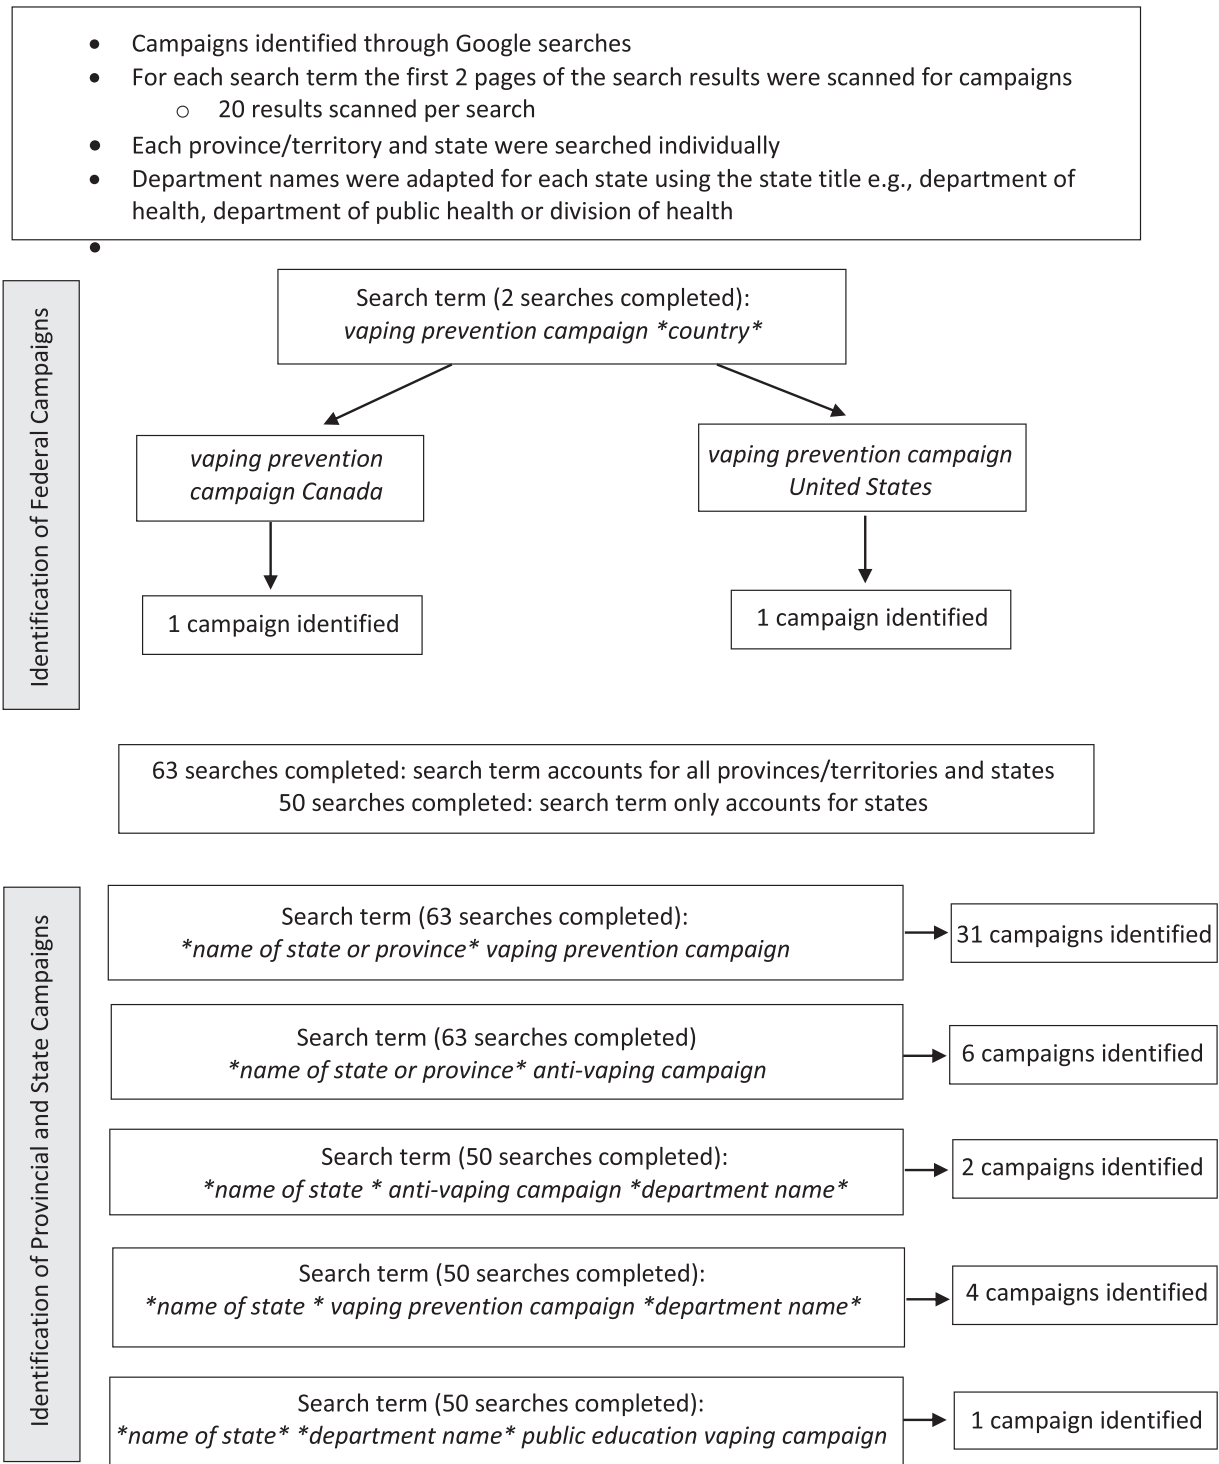 • Campaigns identified through Google searches
• For each search term the first 2 pages of the search results were scanned for campaigns
o 20 results scanned per search
• Each province/territory and state were searched individually
• Department names were adapted for each state using the state title e.g., department of
health, department of public health or division of health
•
Identification of Federal Campaigns
Search term (2 searches completed):
vaping prevention campaign *country*
vaping prevention
campaign Canada
vaping prevention campaign
United States
1 campaign identified
1 campaign identified
63 searches completed: search term accounts for all provinces/territories and states
50 searches completed: search term only accounts for states
Identification of Provincial and State Campaigns
Search term (63 searches completed):
*name of state or province* vaping prevention campaign
31 campaigns identified
Search term (63 searches completed)
*name of state or province* anti-vaping campaign
6 campaigns identified
Search term (50 searches completed):
*name of state * anti-vaping campaign *department name*
2 campaigns identified
Search term (50 searches completed):
*name of state * vaping prevention campaign *department name*
4 campaigns identified
Search term (50 searches completed):
*name of state* *department name* public education vaping campaign
1 campaign identified